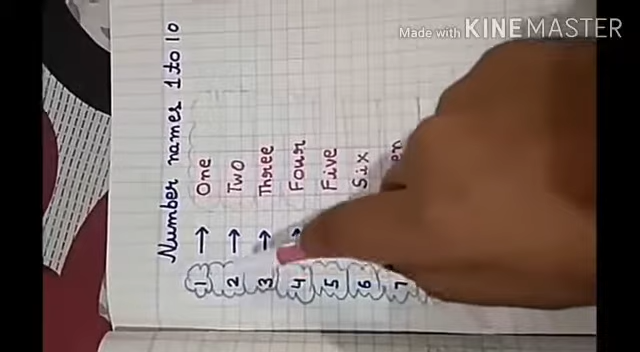 Made with KINEMASTER
Number names 1 to 10
1 → One
2 → Two
3 → Three
4 → Four
5 Five
6 Six
7